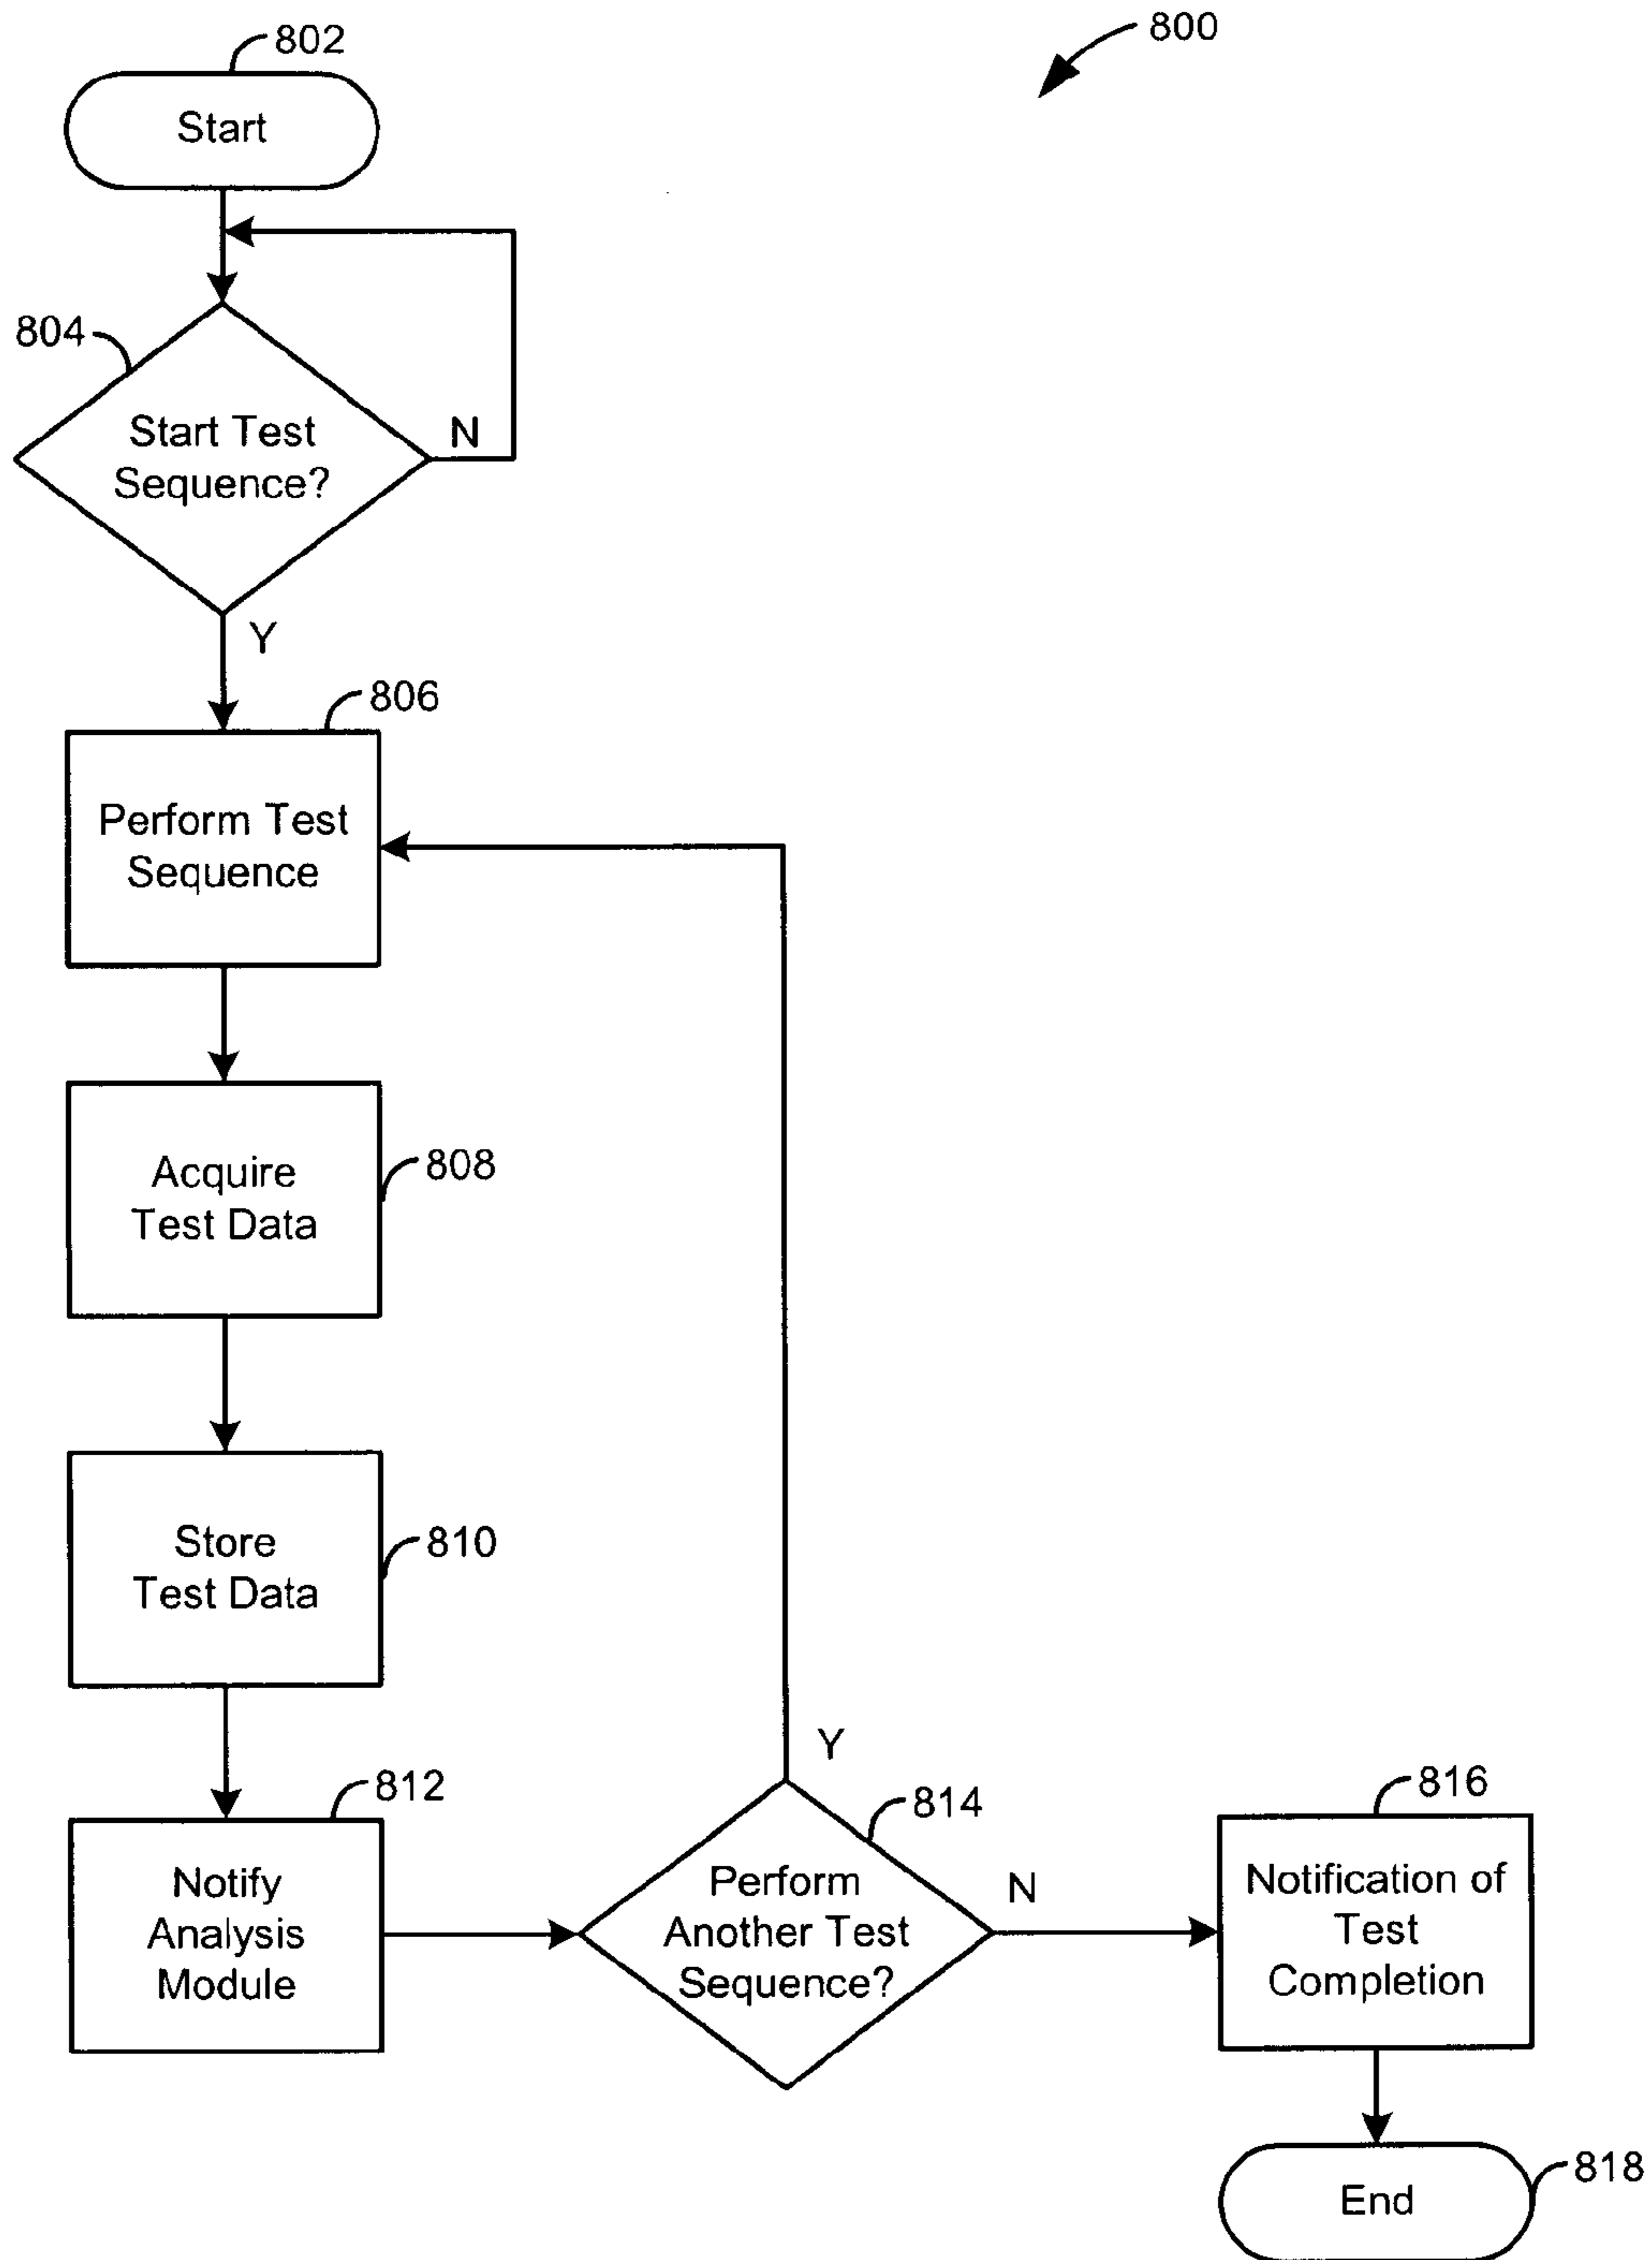 800
802
Start
804
Start Test
Sequence?
N
Y
806
Perform Test
Sequence
808
Acquire
Test Data
810
Store
Test Data
812
Notify
Analysis
Module
Y
814
Perform
Another Test
Sequence?
N
816
Notification of
Test
Completion
818
End